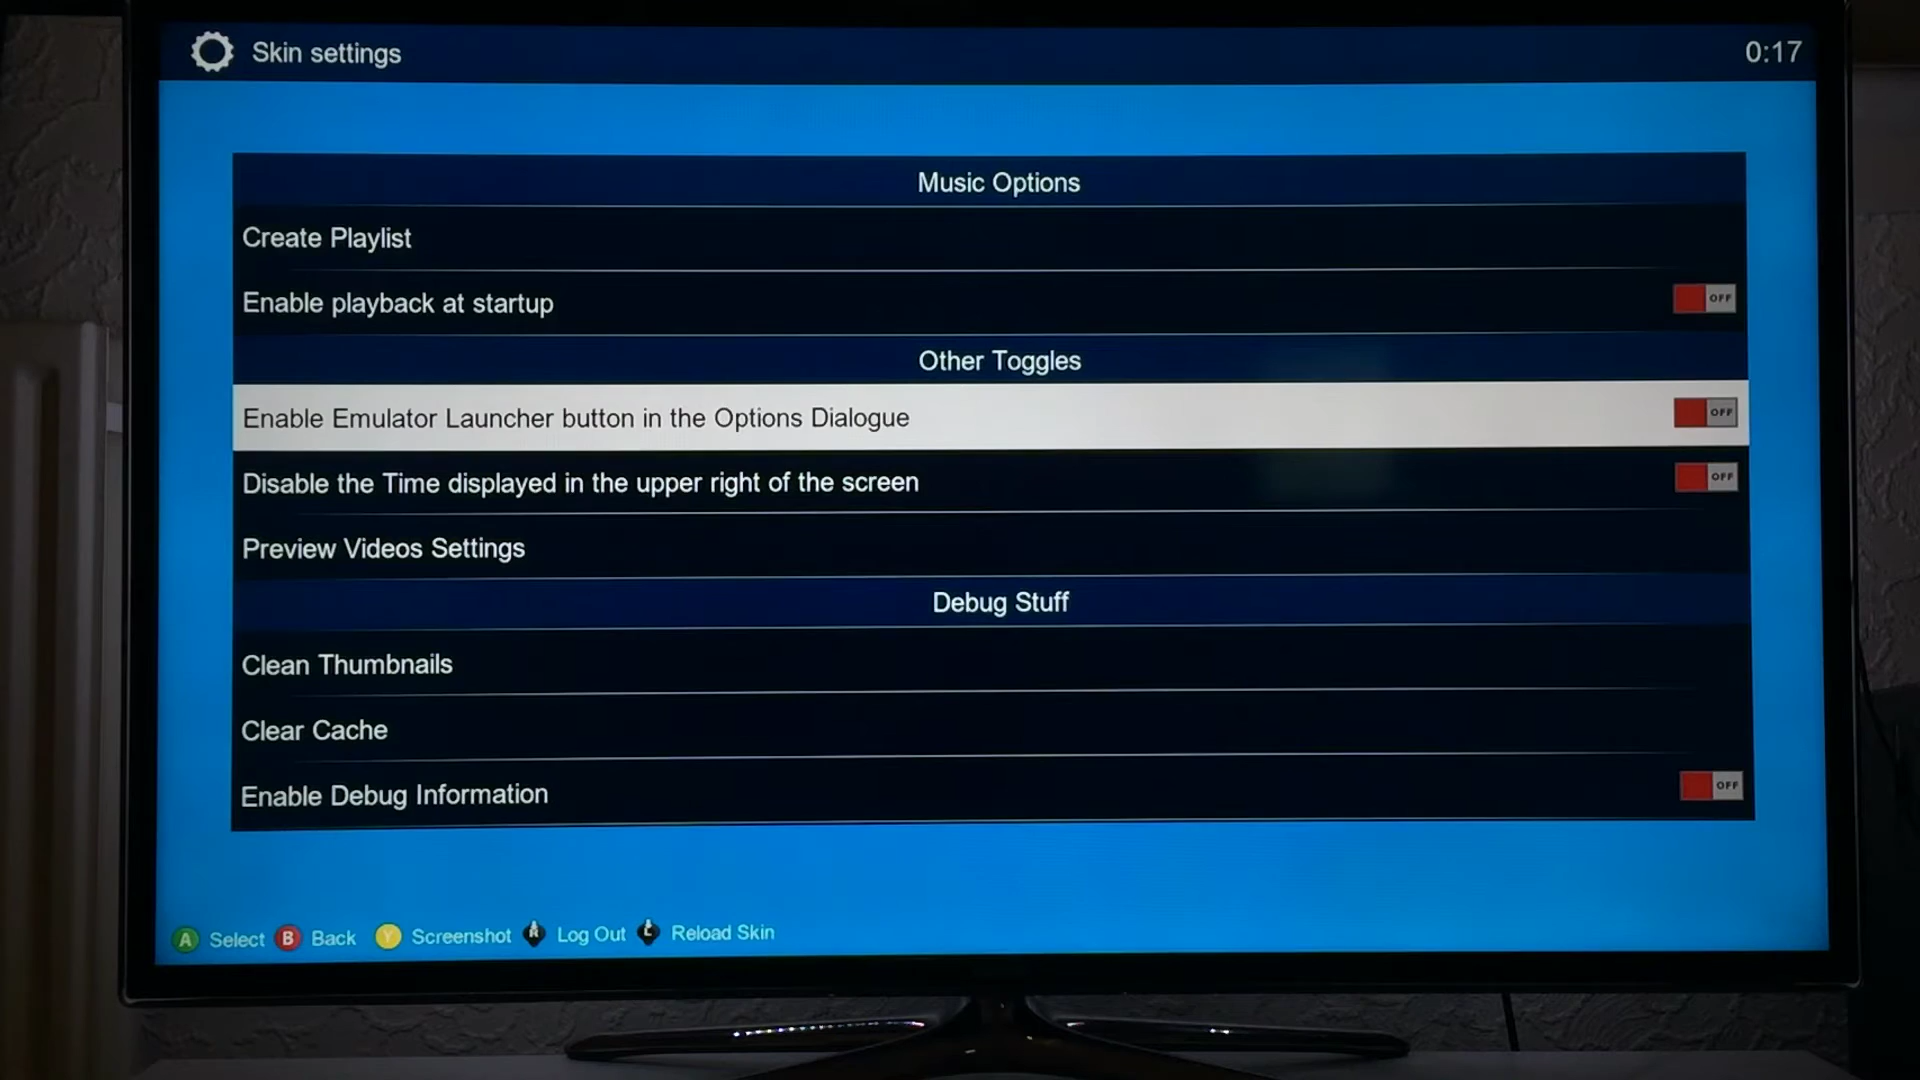 Skin settings
0:17
Music Options
Create Playlist
Enable playback at startup
OFF
Other Toggles
Enable Emulator Launcher button in the Options Dialogue
OFF
Disable the Time displayed in the upper right of the screen
OFF
Preview Videos Settings
Debug Stuff
Clean Thumbnails
Clear Cache
Enable Debug Information
OFF
A Select B Back Y Screenshot R Log Out L Reload Skin